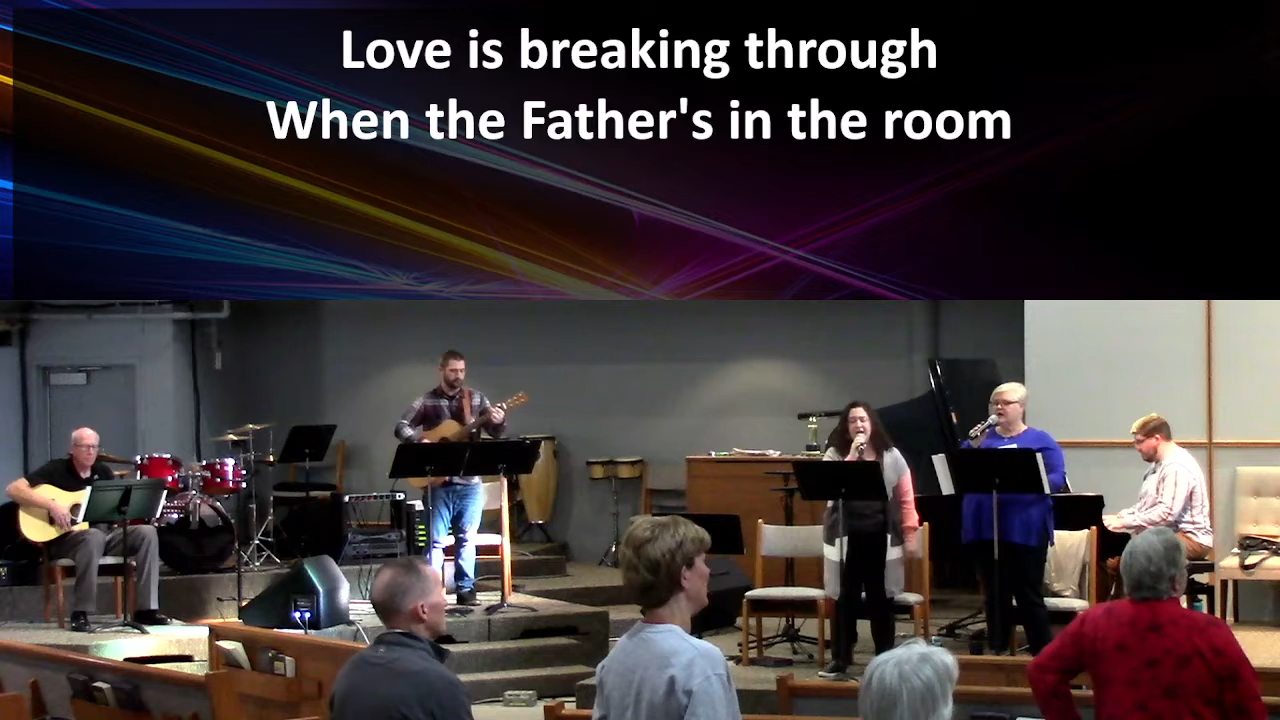 Love is breaking through
When the Father's in the room